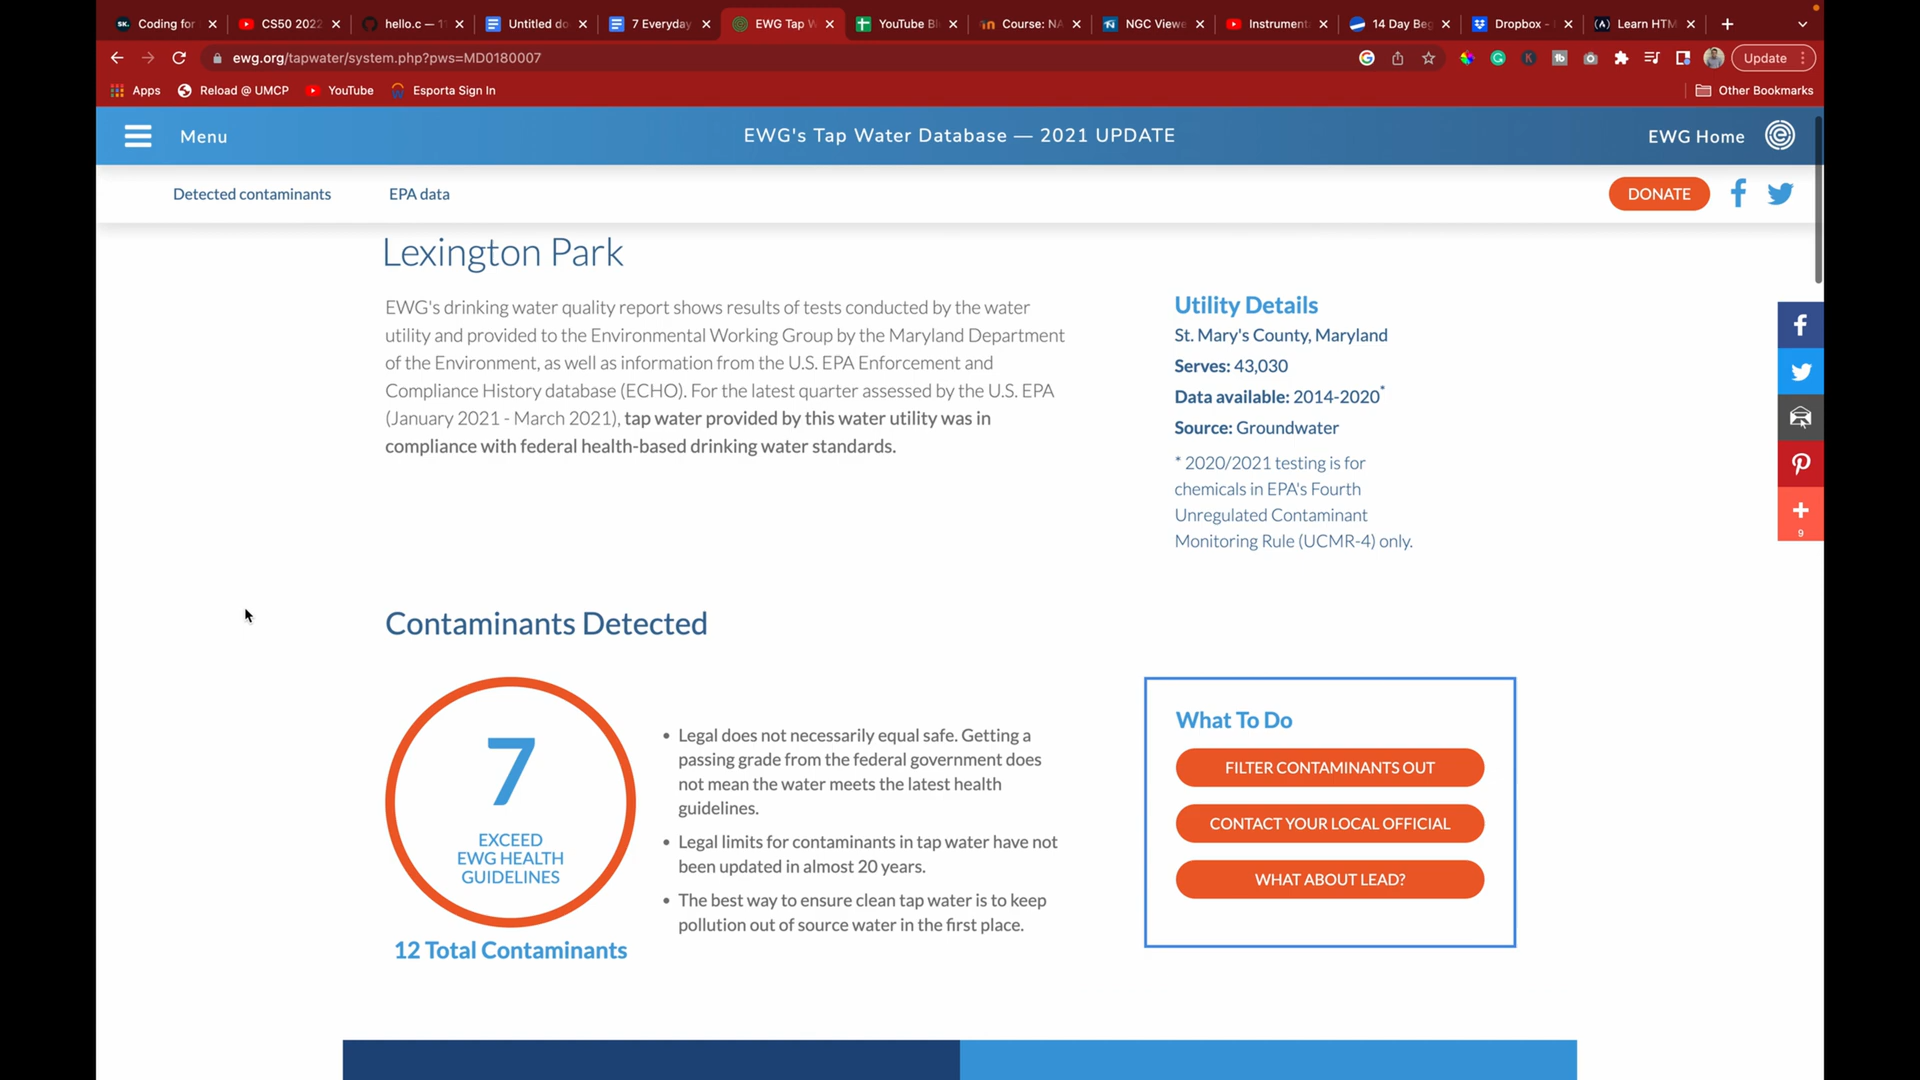 SK. Coding for
CS50 2022
hello.c — 1
Untitled do
7 Everyday
EWG Tap W
YouTube Bl
Course: NA
NGC View
Instrument
14 Day Beg
Dropbox -
Learn HTM
ewg.org/tapwater/system.php?pws=MD0180007
Update
Apps
Reload @ UMCP
YouTube
Esporta Sign In
Other Bookmarks
Menu
EWG's Tap Water Database — 2021 UPDATE
EWG Home
Detected contaminants
EPA data
DONATE
Lexington Park
EWG's drinking water quality report shows results of tests conducted by the water
utility and provided to the Environmental Working Group by the Maryland Department
of the Environment, as well as information from the U.S. EPA Enforcement and
Compliance History database (ECHO). For the latest quarter assessed by the U.S. EPA
(January 2021 - March 2021), tap water provided by this water utility was in
compliance with federal health-based drinking water standards.
Utility Details
St. Mary's County, Maryland
Serves: 43,030
Data available: 2014-2020*
Source: Groundwater
* 2020/2021 testing is for
chemicals in EPA's Fourth
Unregulated Contaminant
Monitoring Rule (UCMR-4) only.
9
Contaminants Detected
7
EXCEED
EWG HEALTH
GUIDELINES
12 Total Contaminants
• Legal does not necessarily equal safe. Getting a
passing grade from the federal government does
not mean the water meets the latest health
guidelines.
• Legal limits for contaminants in tap water have not
been updated in almost 20 years.
• The best way to ensure clean tap water is to keep
pollution out of source water in the first place.
What To Do
FILTER CONTAMINANTS OUT
CONTACT YOUR LOCAL OFFICIAL
WHAT ABOUT LEAD?